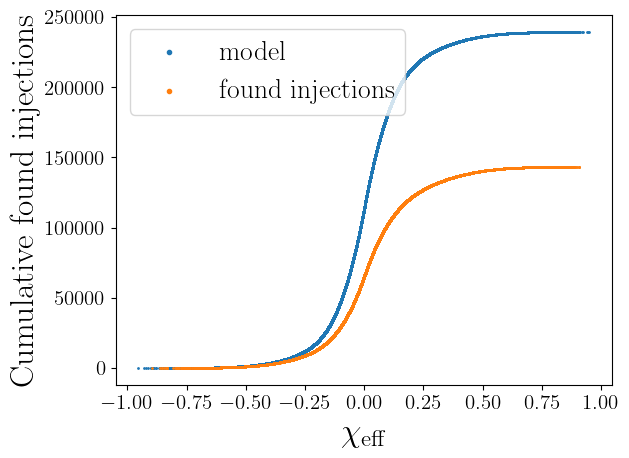 model
found injections
Cumulative found injections
250000
200000
150000
100000
50000
0
−1.00 −0.75 −0.50 −0.25 0.00 0.25 0.50 0.75 1.00
χeff